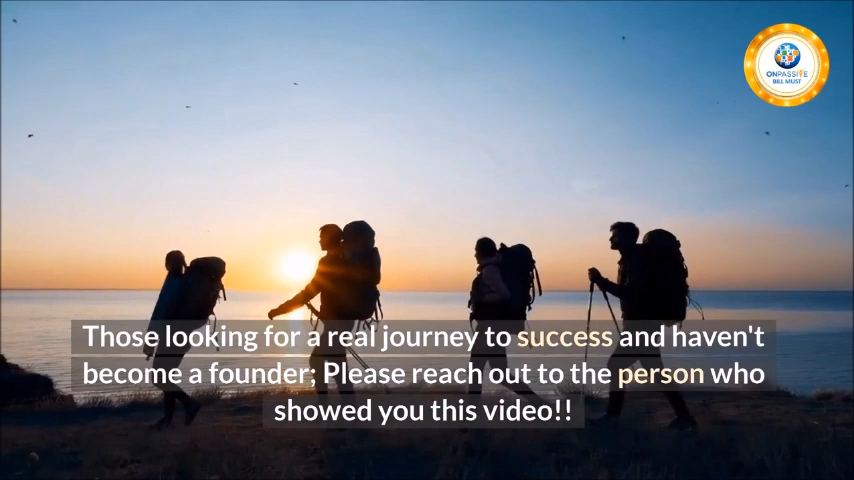 ONPASSIVE
BILL MUST
Those looking for a real journey to success and haven't
become a founder; Please reach out to the person who
showed you this video!!